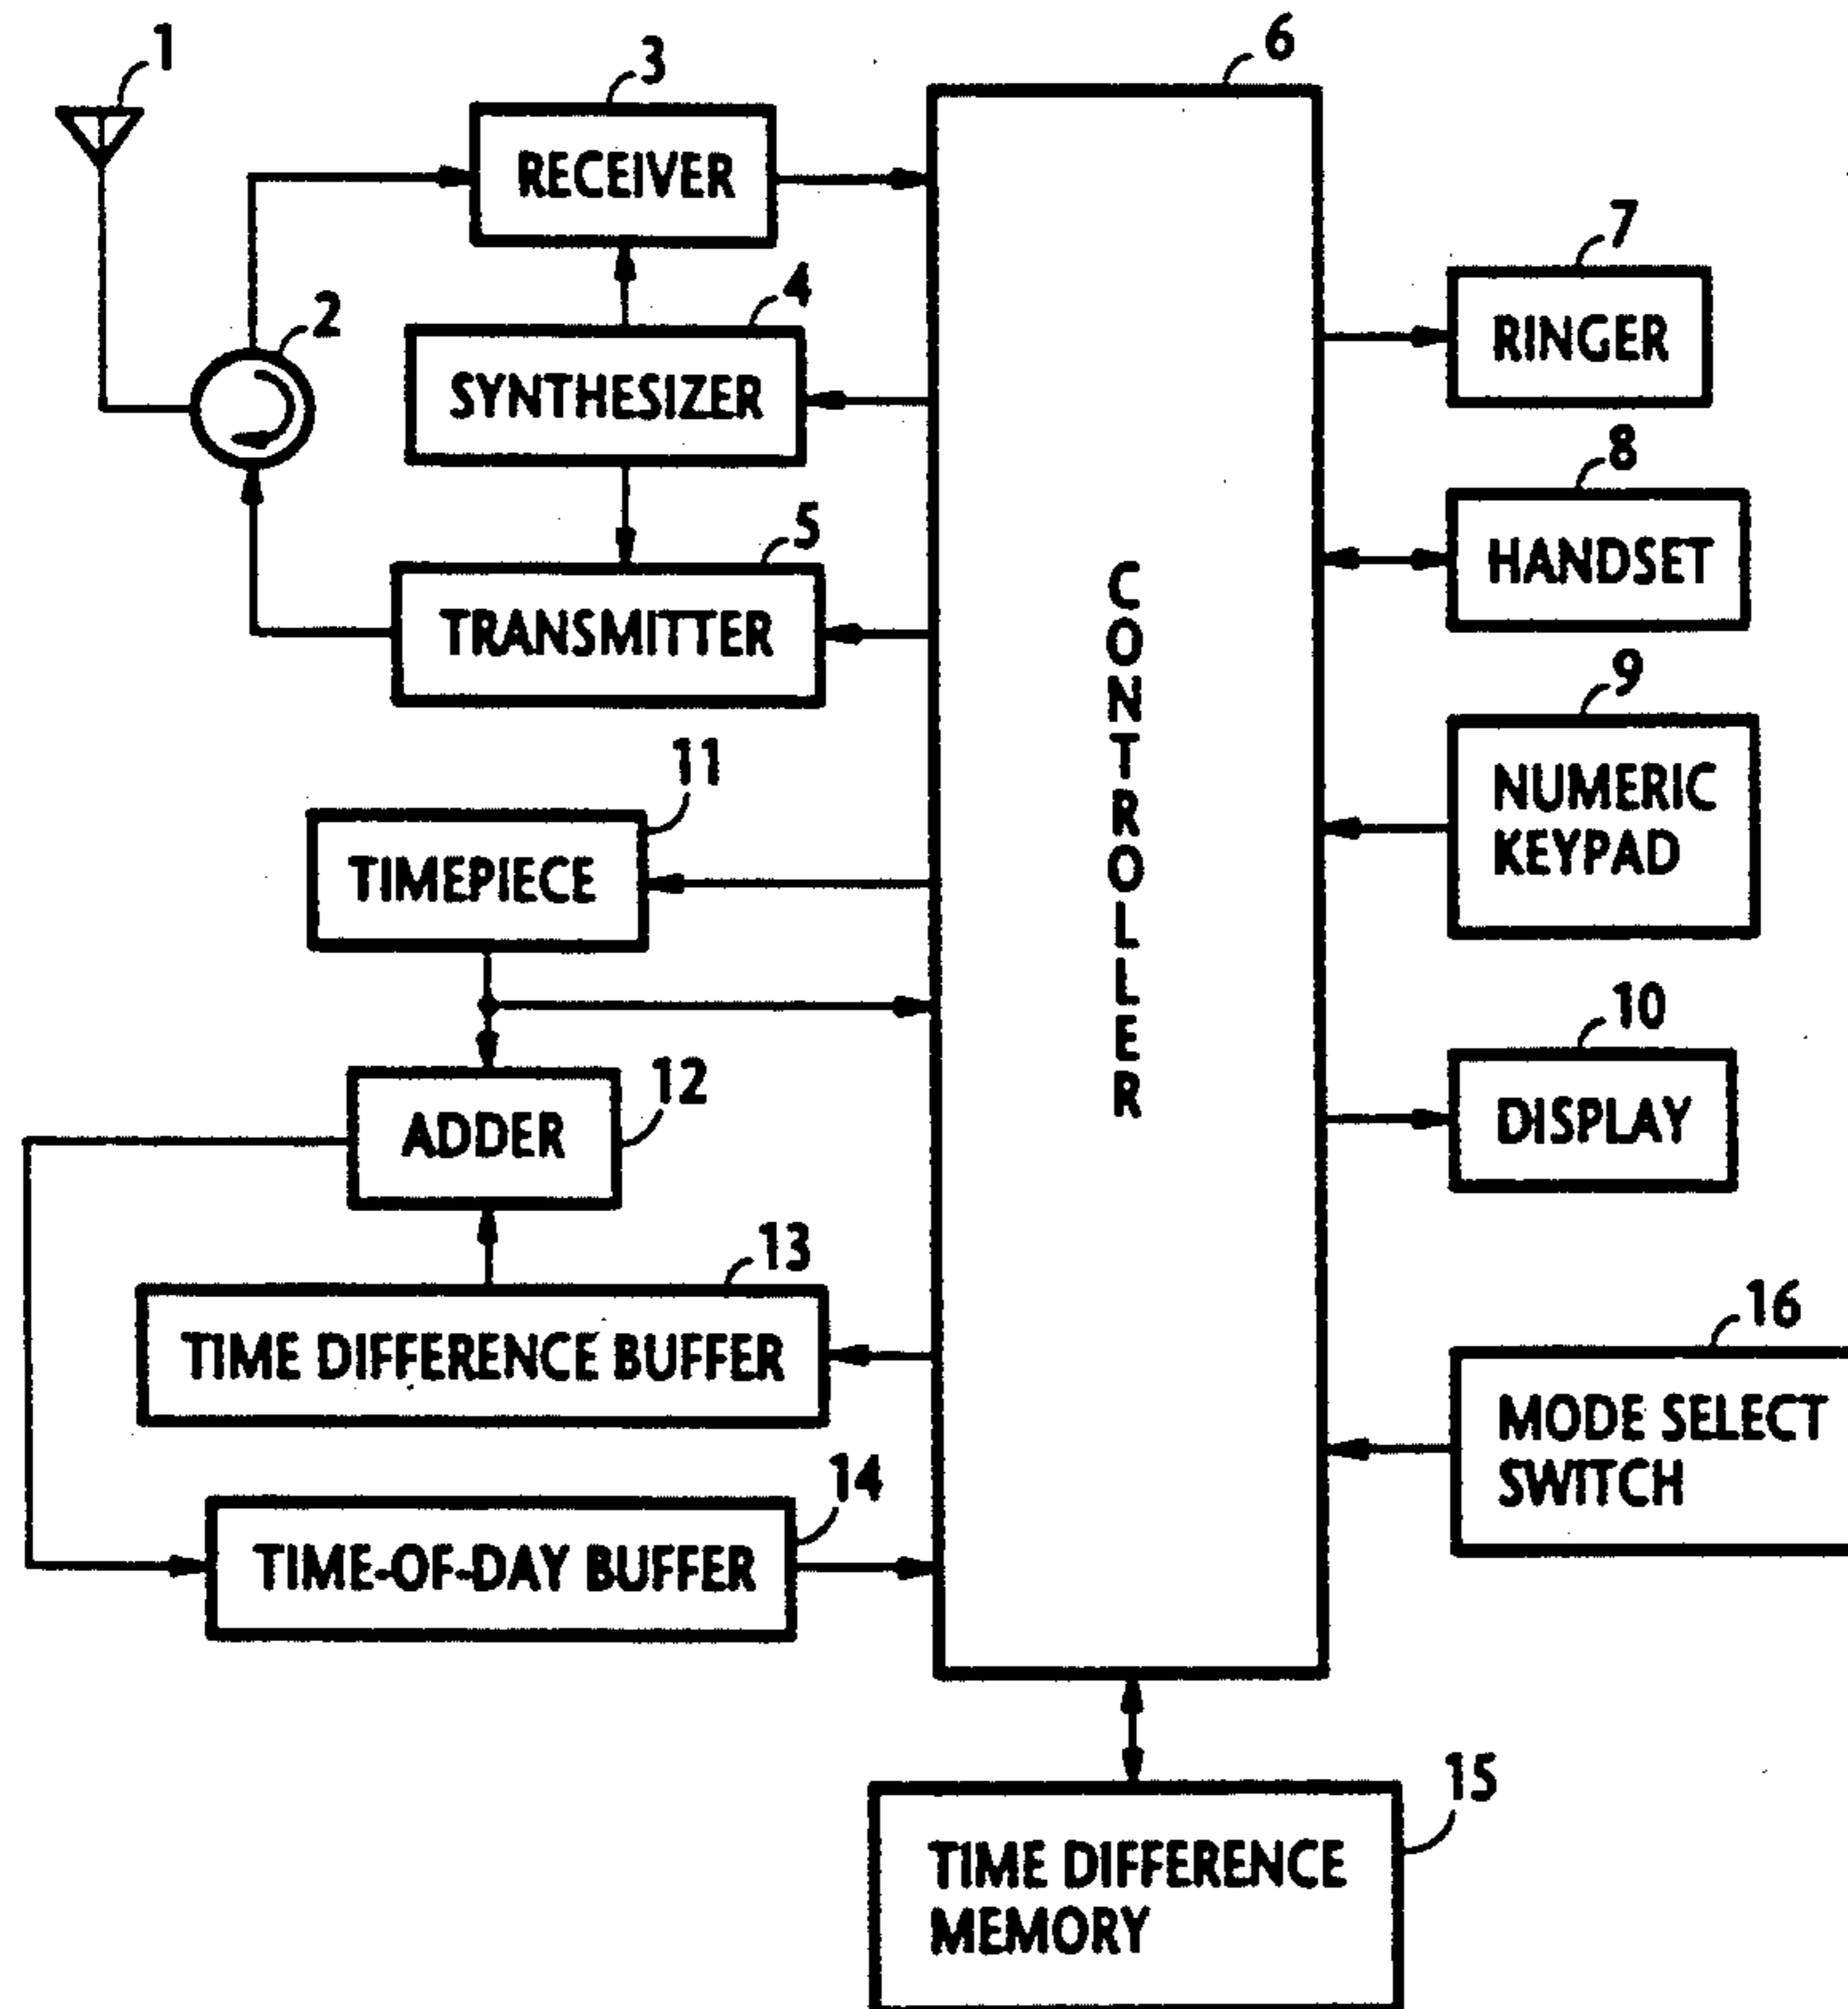 1
3
6
RECEIVER
7
2
4
RINGER
SYNTHESIZER
8
5
HANDSET
TRANSMITTER
CONTROLLER
9
11
NUMERIC
KEYPAD
TIMEPIECE
10
12
DISPLAY
ADDER
13
16
TIME DIFFERENCE BUFFER
MODE SELECT
SWITCH
14
TIME-OF-DAY BUFFER
15
TIME DIFFERENCE
MEMORY